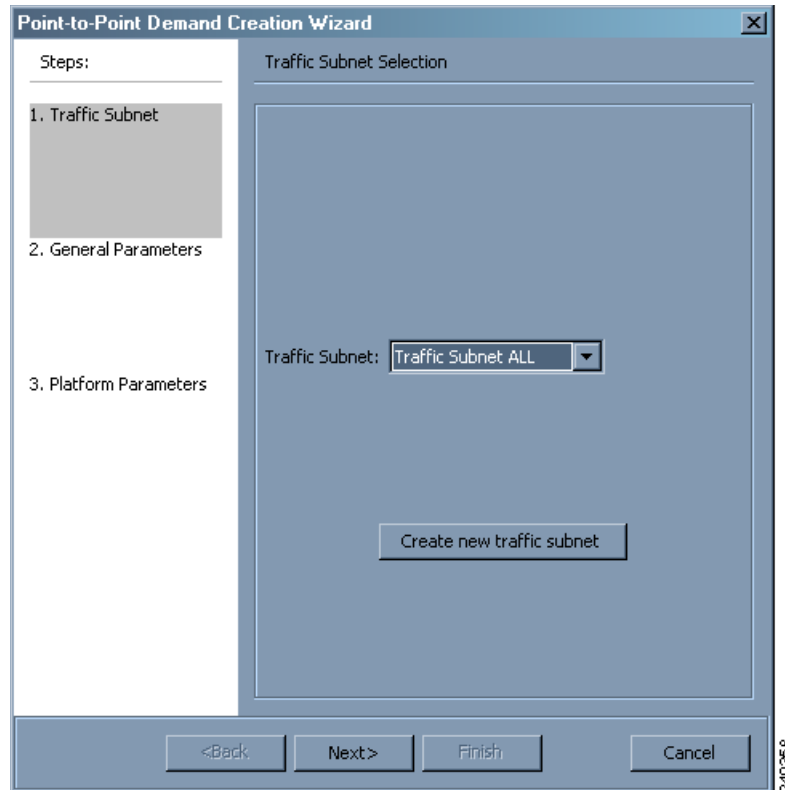 Point-to-Point Demand Creation Wizard
Steps:
Traffic Subnet Selection
1. Traffic Subnet
2. General Parameters
3. Platform Parameters
Traffic Subnet: Traffic Subnet ALL
Create new traffic subnet
<Back Next> Finish Cancel